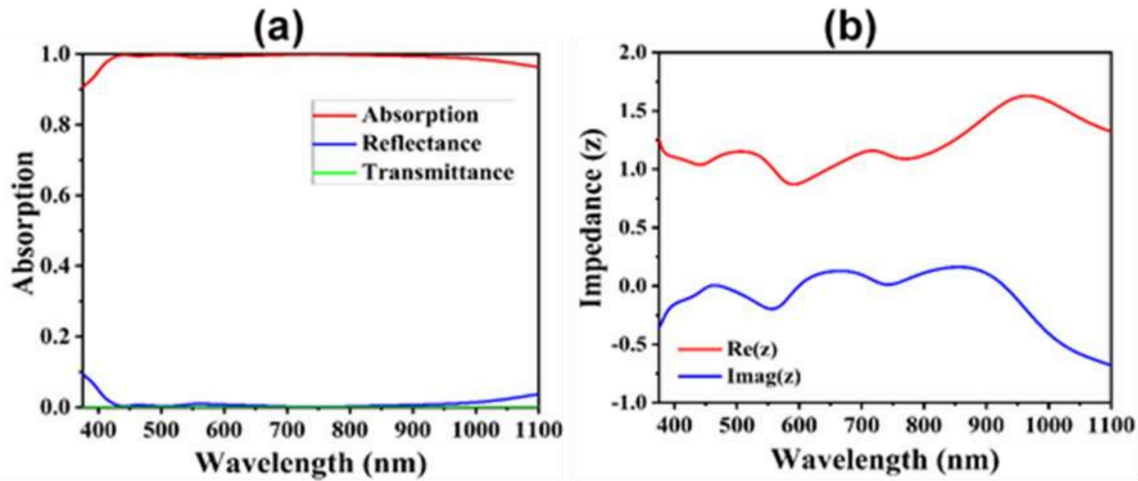 (a)
1.0
0.8
0.6
0.4
0.2
0.0
Absorption
Absorption
Reflectance
Transmittance
400 500 600 700 800 900 1000 1100
Wavelength (nm)
(b)
2.0
1.5
1.0
0.5
0.0
-0.5
-1.0
Impedance (z)
Re(z)
Imag(z)
400 500 600 700 800 900 1000 1100
Wavelength (nm)